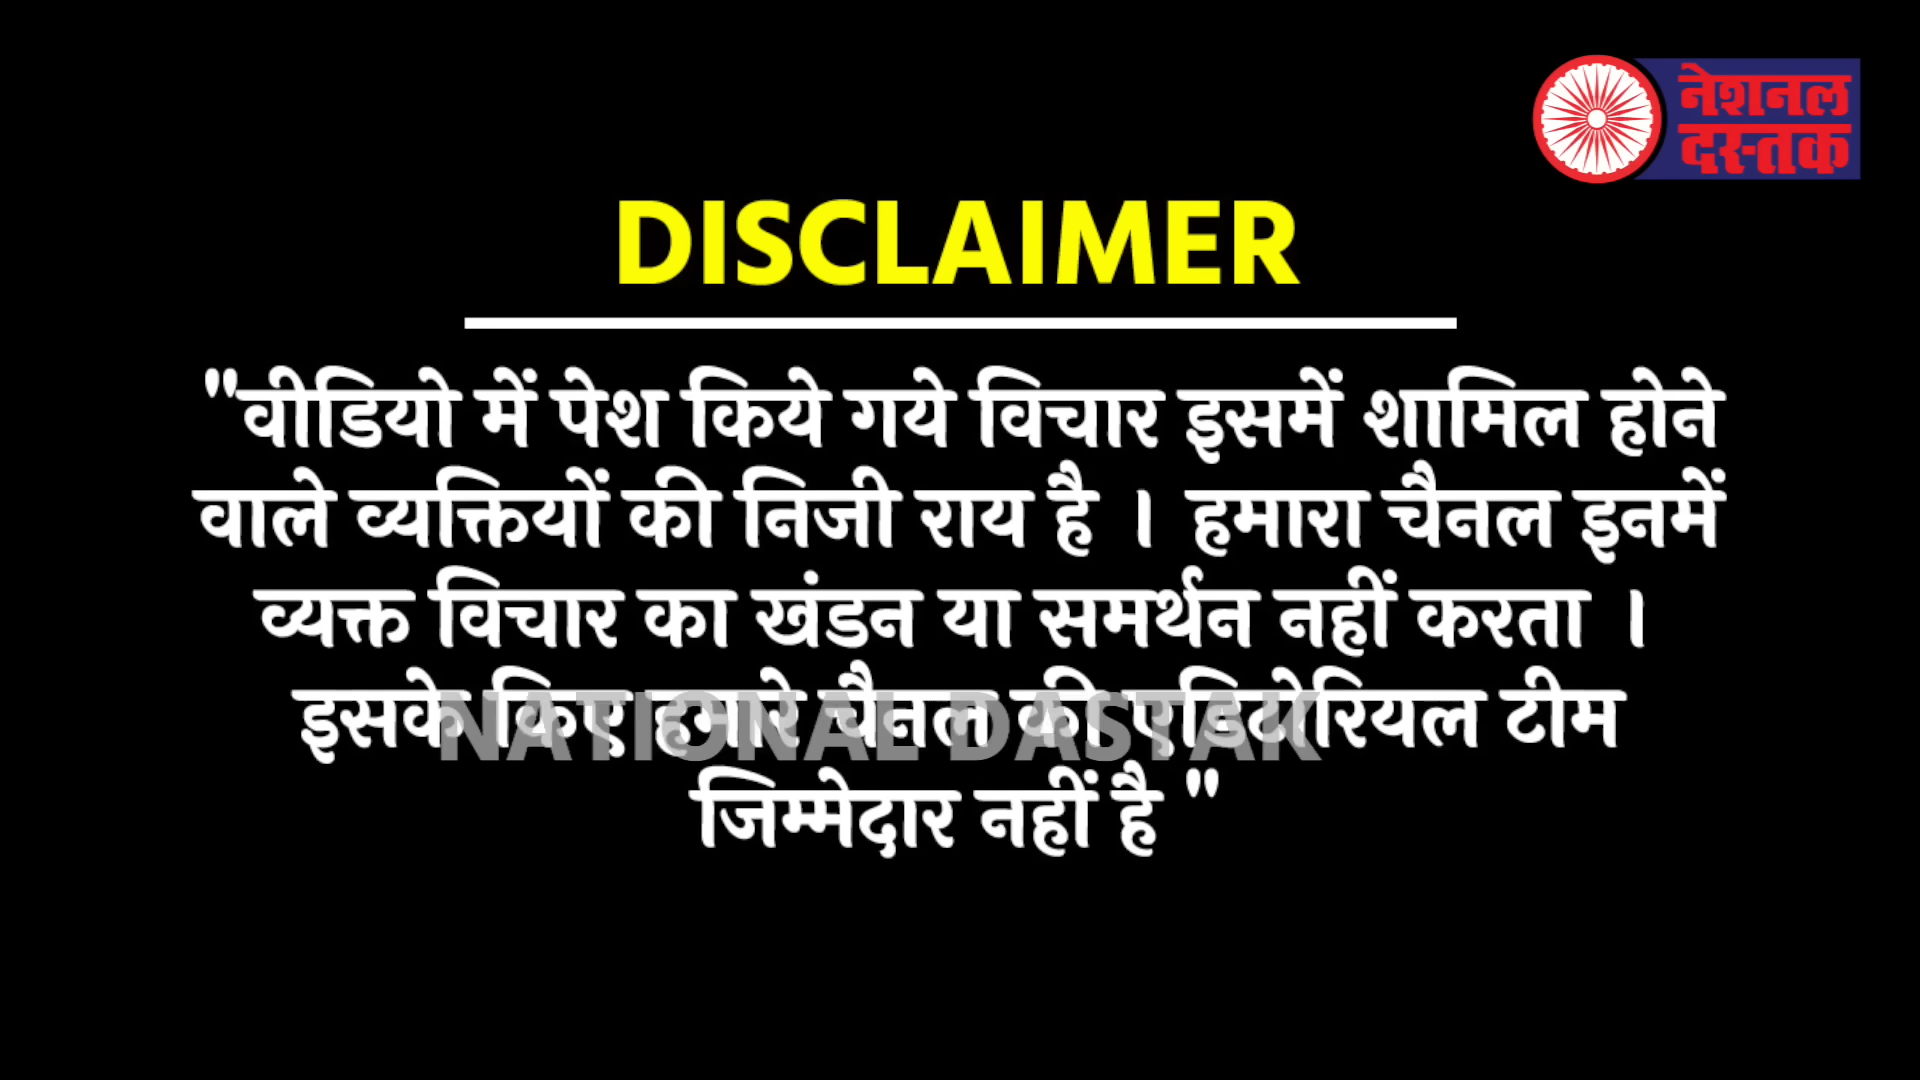 नेशनल
दस्तक
DISCLAIMER
"वीडियो में पेश किये गये विचार इसमें शामिल होने
वाले व्यक्तियों की निजी राय है । हमारा चैनल इनमें
व्यक्त विचार का खंडन या समर्थन नहीं करता ।
इसके किए हमारे चैनल की एडिटोरियल टीम
NATIONAL DASTAK
जिम्मेदार नहीं है "